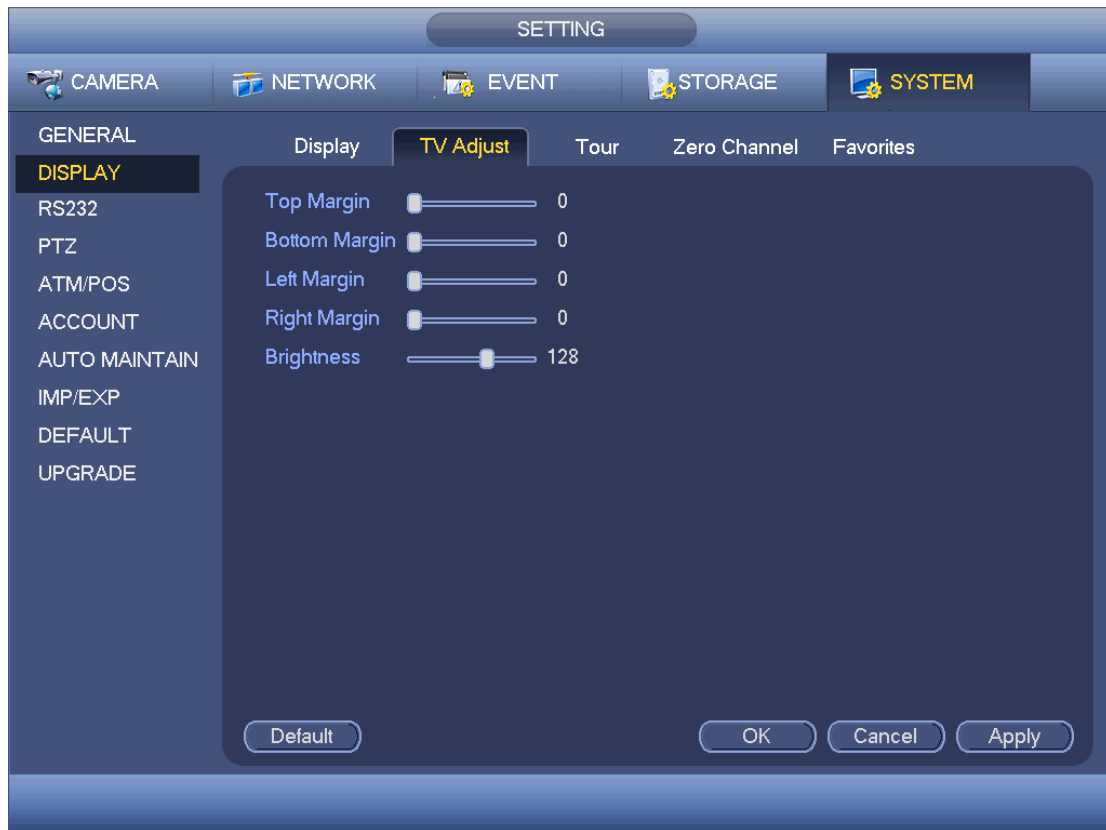 SETTING
CAMERA NETWORK EVENT STORAGE SYSTEM
GENERAL
DISPLAY
RS232
PTZ
ATM/POS
ACCOUNT
AUTO MAINTAIN
IMP/EXP
DEFAULT
UPGRADE
Display TV Adjust Tour Zero Channel Favorites
Top Margin 0
Bottom Margin 0
Left Margin 0
Right Margin 0
Brightness 128
Default OK Cancel Apply